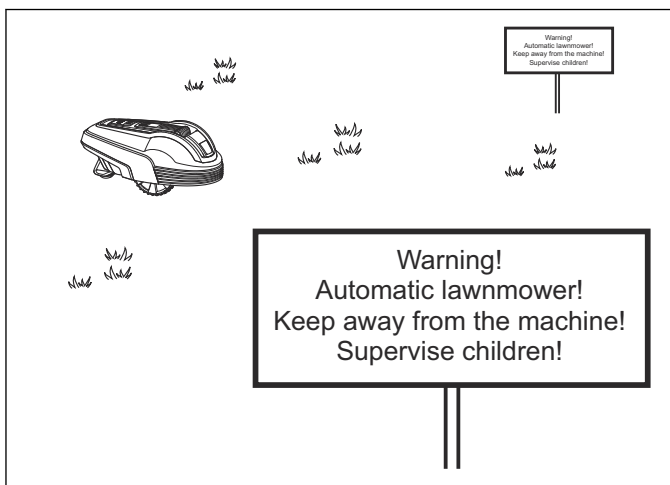 Warning!
Automatic lawnmower!
Keep away from the machine!
Supervise children!
Warning!
Automatic lawnmower!
Keep away from the machine!
Supervise children!